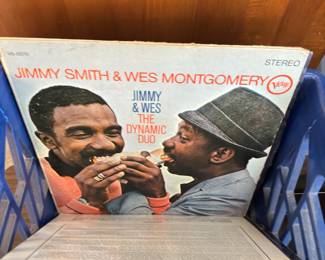 STEREO
JIMMY SMITH & WES MONTGOMERY
Verve
JIMMY
& WES
THE
DYNAMIC
DUO